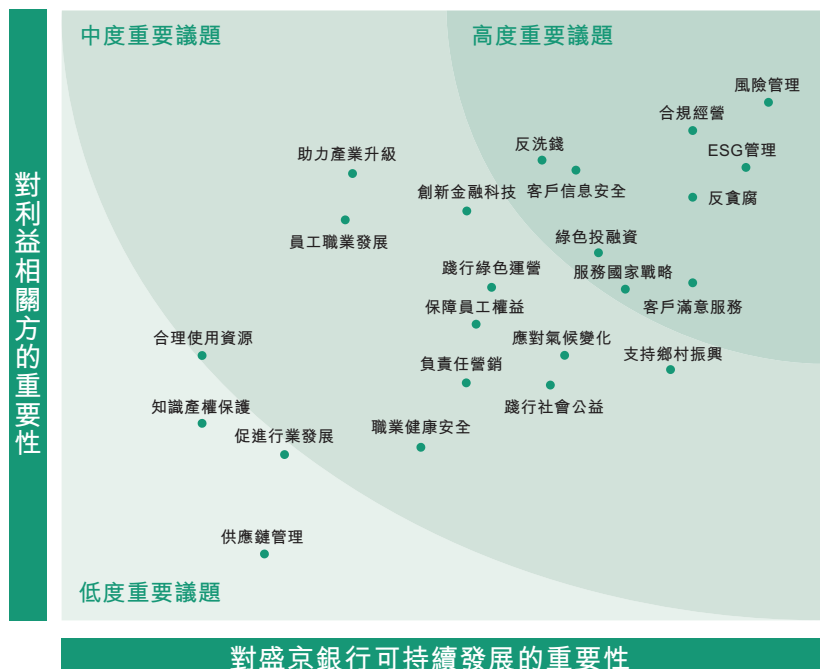 中度重要議題
高度重要議題
風險管理
合規經營
反洗錢
ESG管理
助力產業升級
創新金融科技
客戶信息安全
反貪腐
員工職業發展
綠色投融資
踐行綠色運營
服務國家戰略
保障員工權益
客戶滿意服務
合理使用資源
應對氣候變化
支持鄉村振興
負責任營銷
知識產權保護
踐行社會公益
促進行業發展
職業健康安全
供應鏈管理
低度重要議題
對利益相關方的重要性
對盛京銀行可持續發展的重要性